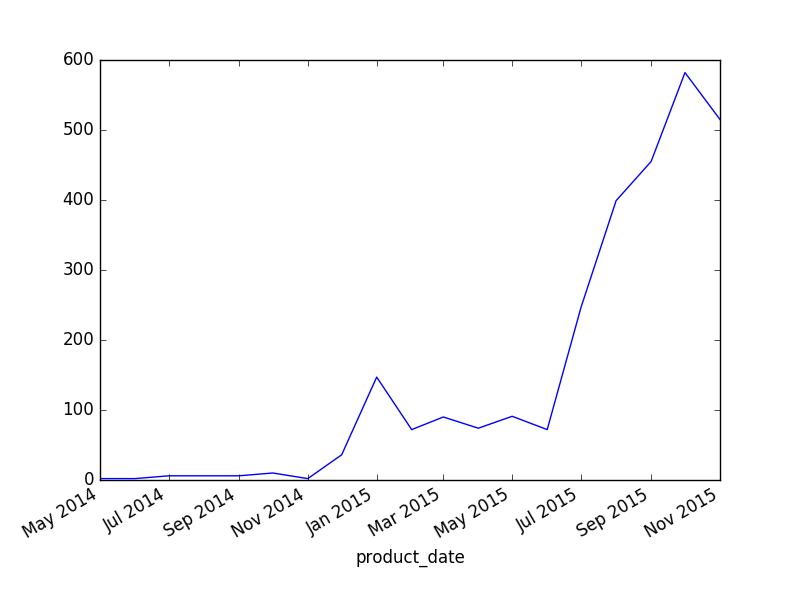 600
500
400
300
200
100
0
May 2014
Jul 2014
Sep 2014
Nov 2014
Jan 2015
Mar 2015
May 2015
Jul 2015
Sep 2015
Nov 2015
product_date